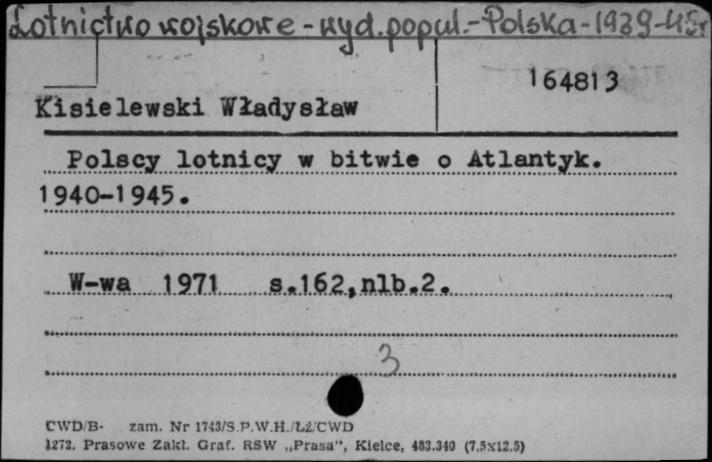 Lotnictwo wojskowe - wyd. popul. - Polska - 1939-45r
164813
Kisielewski Władysław
Polscy lotnicy w bitwie o Atlantyk.
1940-1945.
W-wa 1971 s.162,nlb.2.
3
CWD/B- zam. Nr 1743/S.P.W.H./ŁŻ/CWD
1272. Prasowe Zakł. Graf. RSW „Prasa”, Kielce, 483.340 (7.5x12.5)